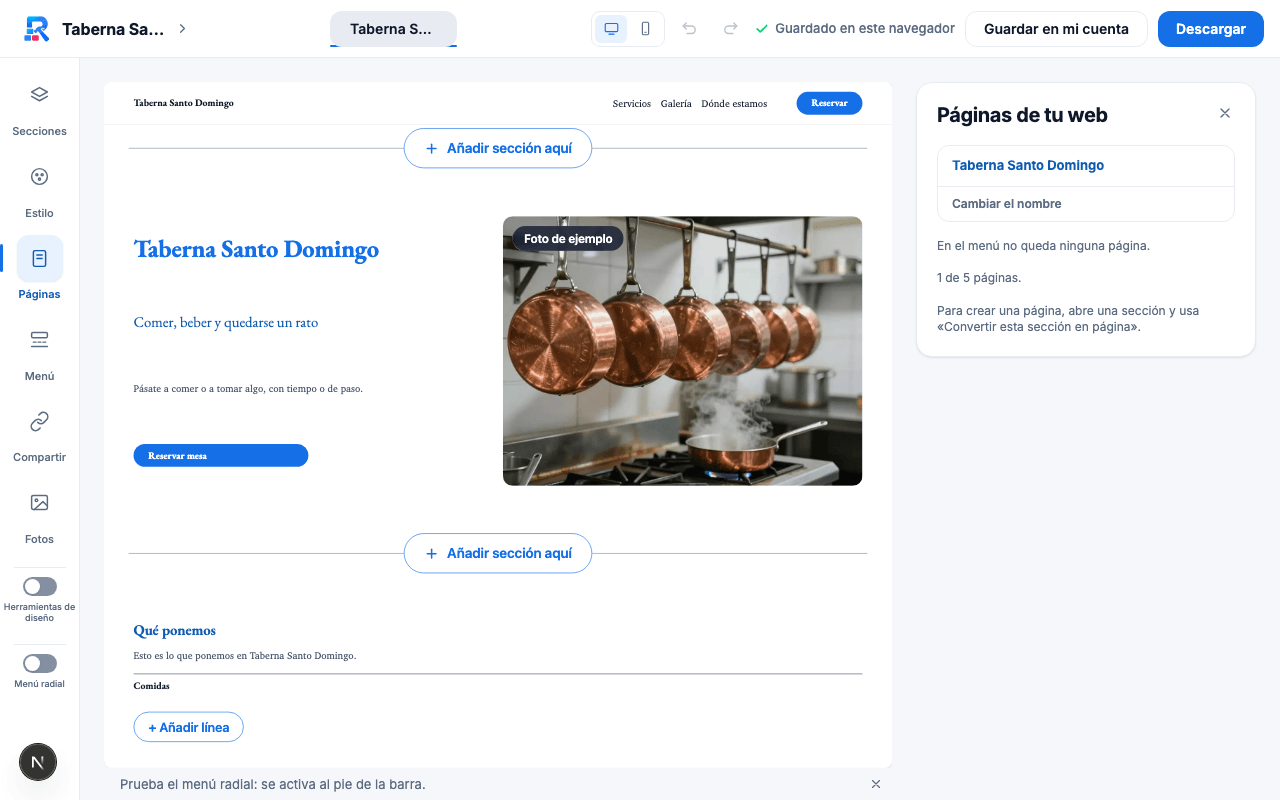 Taberna Sa...
Taberna S...
Guardado en este navegador
Guardar en mi cuenta
Descargar
Secciones
Estilo
Páginas
Menú
Compartir
Fotos
Herramientas de
diseño
Menú radial
N
Taberna Santo Domingo
Servicios
Galería
Dónde estamos
Reservar
+ Añadir sección aquí
Taberna Santo Domingo
Comer, beber y quedarse un rato
Pásate a comer o a tomar algo, con tiempo o de paso.
Reservar mesa
Foto de ejemplo
+ Añadir sección aquí
Qué ponemos
Esto es lo que ponemos en Taberna Santo Domingo.
Comidas
+ Añadir línea
Prueba el menú radial: se activa al pie de la barra.
Páginas de tu web
Taberna Santo Domingo
Cambiar el nombre
En el menú no queda ninguna página.
1 de 5 páginas.
Para crear una página, abre una sección y usa
«Convertir esta sección en página».